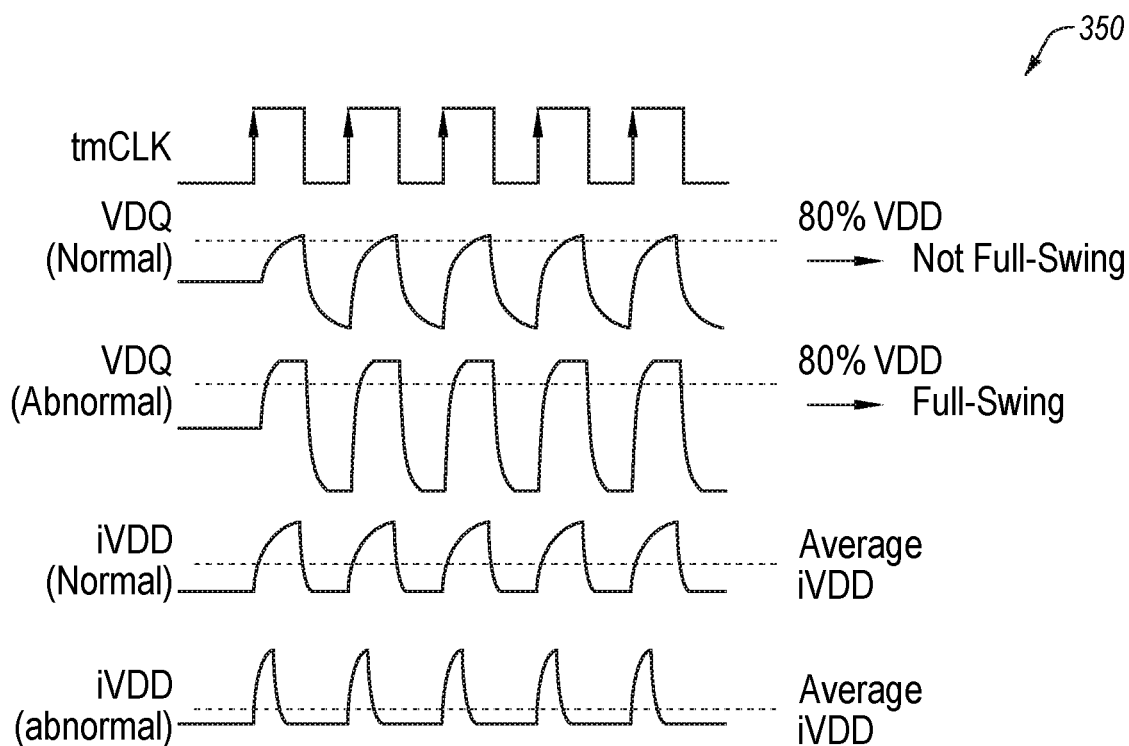 350
tmCLK
VDQ
(Normal)
80% VDD
Not Full-Swing
VDQ
(Abnormal)
80% VDD
Full-Swing
iVDD
(Normal)
Average
iVDD
iVDD
(abnormal)
Average
iVDD